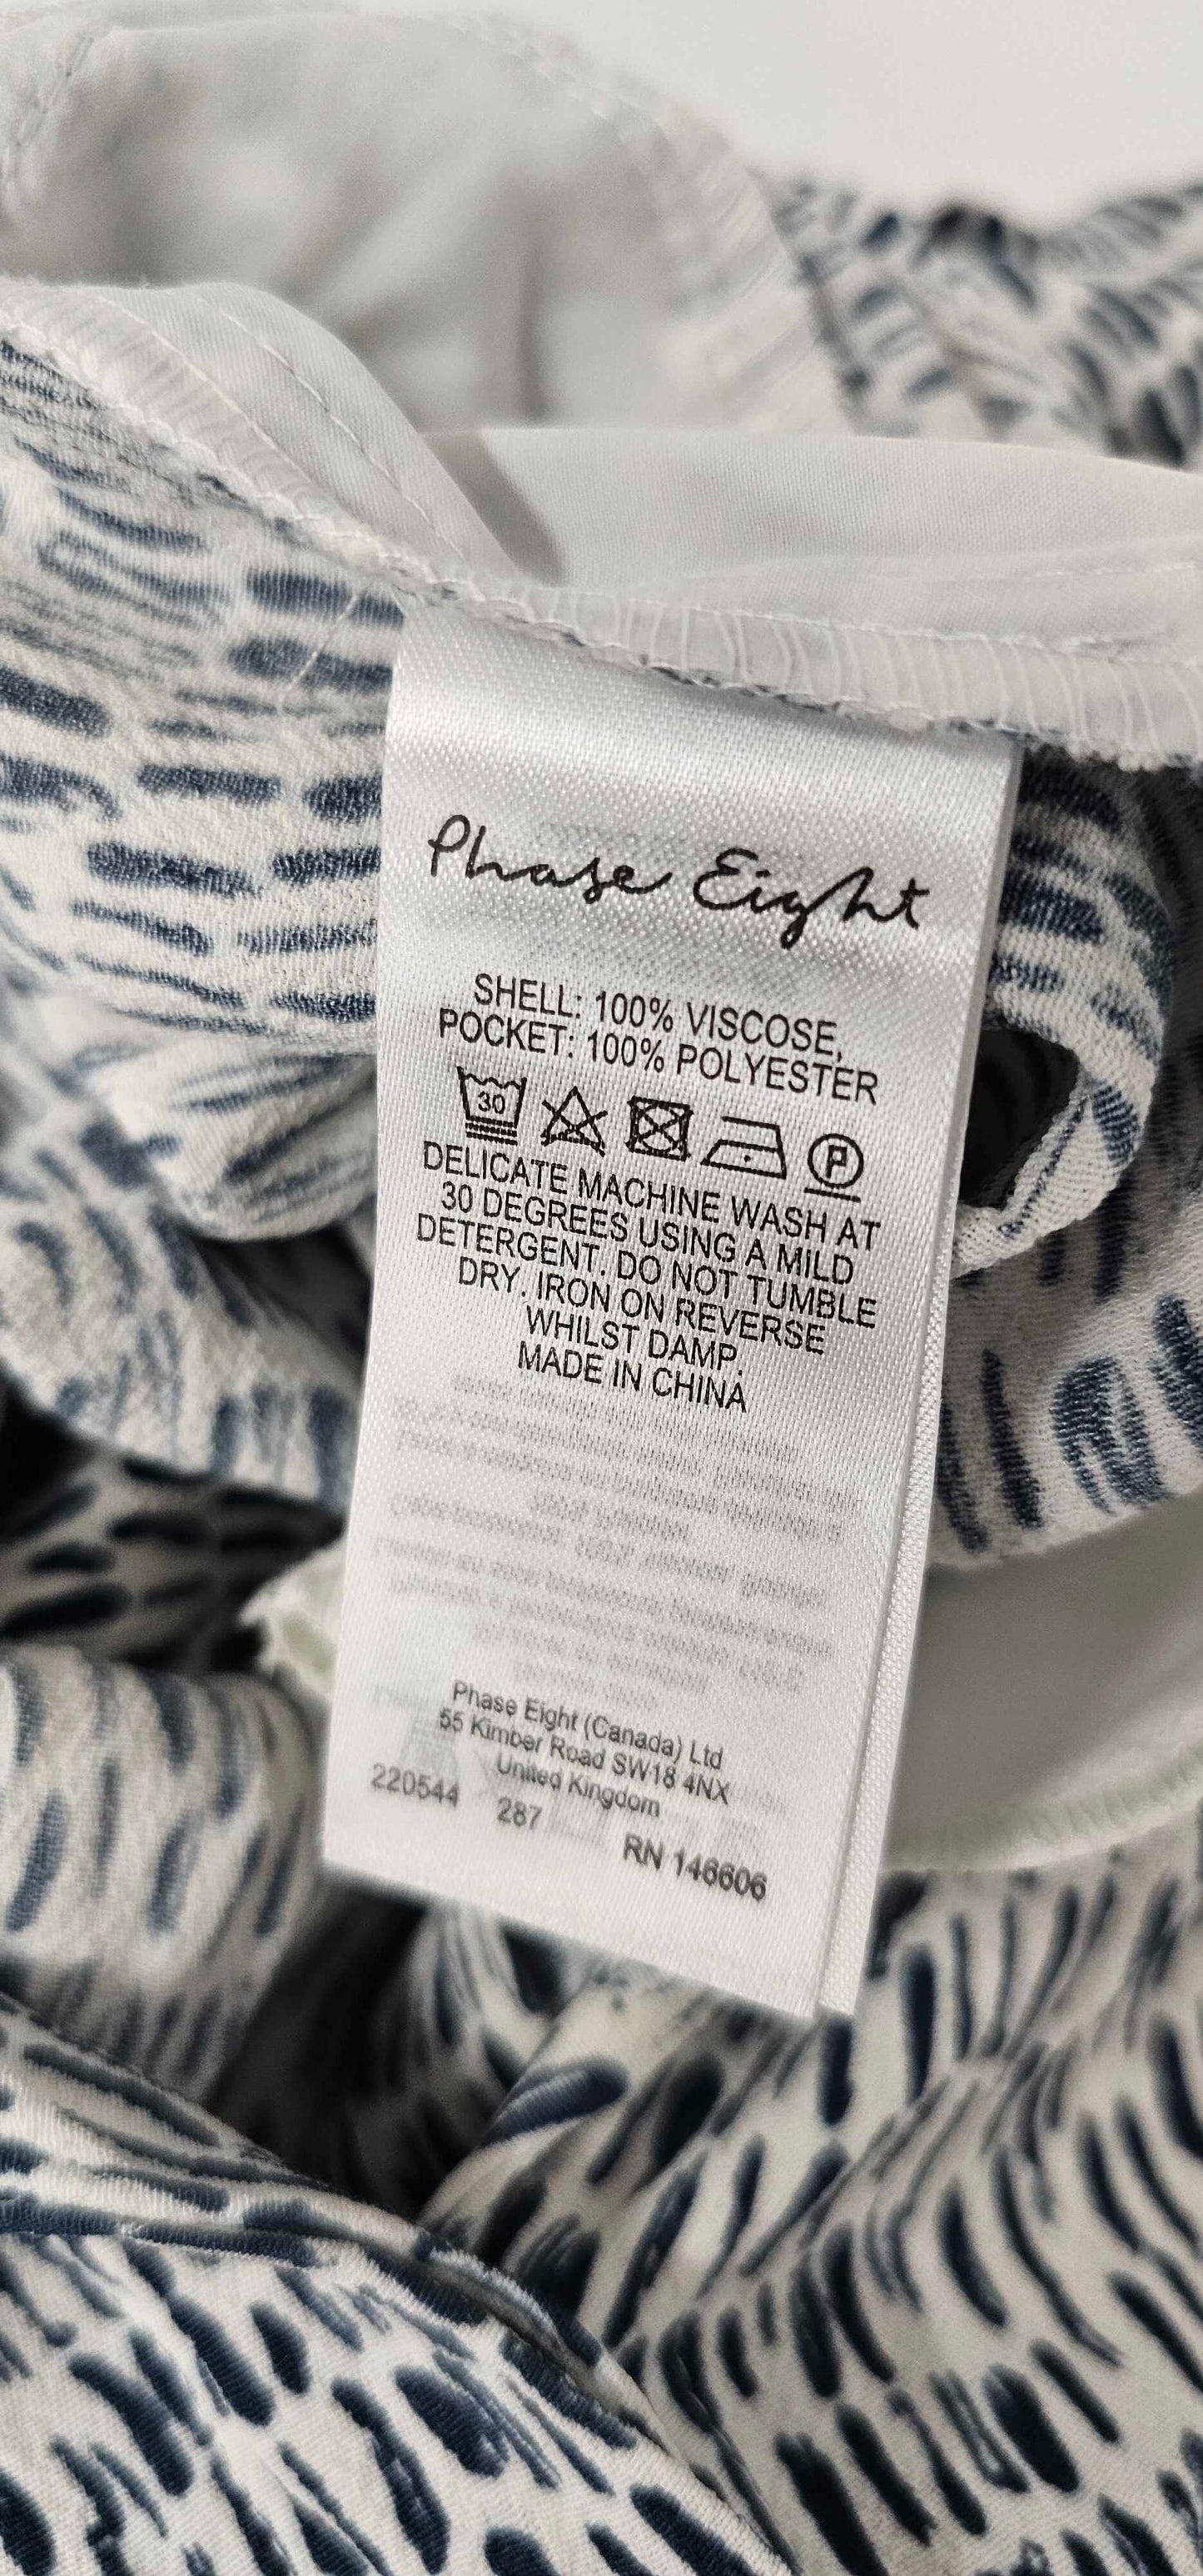 Phase Eight
SHELL: 100% VISCOSE,
POCKET: 100% POLYESTER
30
P
DELICATE MACHINE WASH AT
30 DEGREES USING A MILD
DETERGENT. DO NOT TUMBLE
DRY. IRON ON REVERSE
WHILST DAMP.
MADE IN CHINA
Phase Eight (Canada) Ltd
55 Kimber Road SW18 4NX
United Kingdom
220544 287
RN 146606